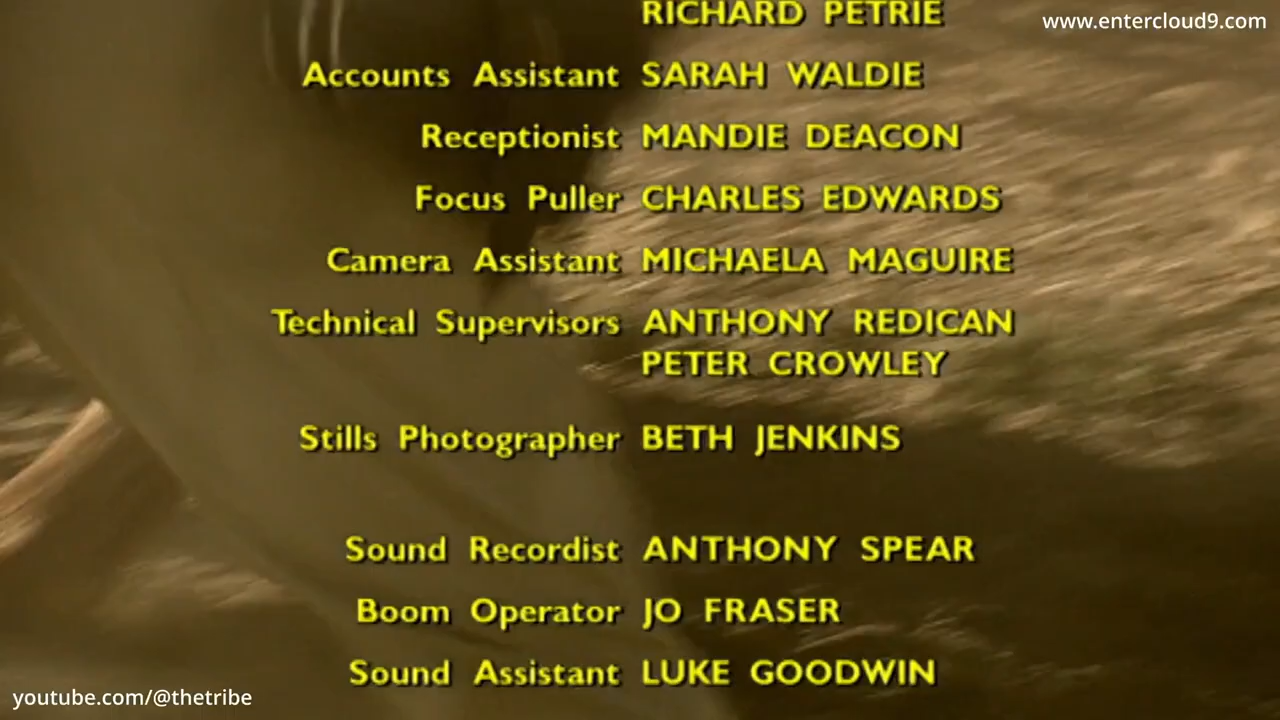 www.entercloud9.com
RICHARD PETRIE
Accounts Assistant SARAH WALDIE
Receptionist MANDIE DEACON
Focus Puller CHARLES EDWARDS
Camera Assistant MICHAELA MAGUIRE
Technical Supervisors ANTHONY REDICAN
PETER CROWLEY
Stills Photographer BETH JENKINS
Sound Recordist ANTHONY SPEAR
Boom Operator JO FRASER
Sound Assistant LUKE GOODWIN
youtube.com/@thetribe